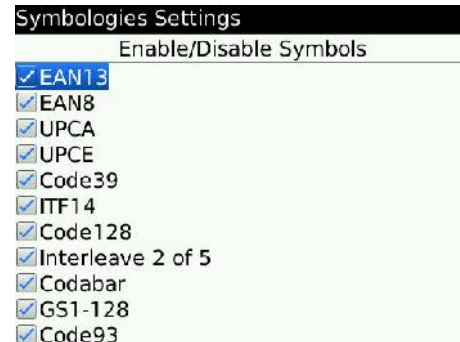 Symbologies Settings
Enable/Disable Symbols
EAN13
EAN8
UPCA
UPCE
Code39
ITF14
Code128
Interleave 2 of 5
Codabar
GS1-128
Code93